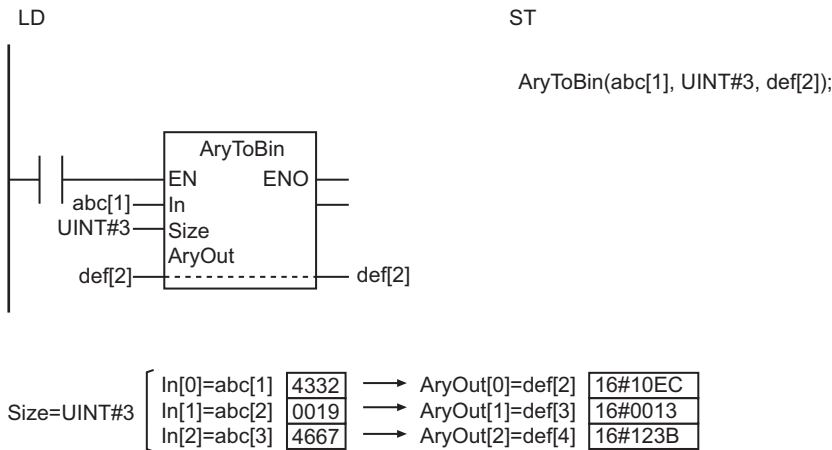 LD
ST
AryToBin(abc[1], UINT#3, def[2]);
AryToBin
EN ENO
abc[1] In
UINT#3 Size
AryOut
def[2] def[2]
Size=UINT#3
In[0]=abc[1] 4332 → AryOut[0]=def[2] 16#10EC
In[1]=abc[2] 0019 → AryOut[1]=def[3] 16#0013
In[2]=abc[3] 4667 → AryOut[2]=def[4] 16#123B